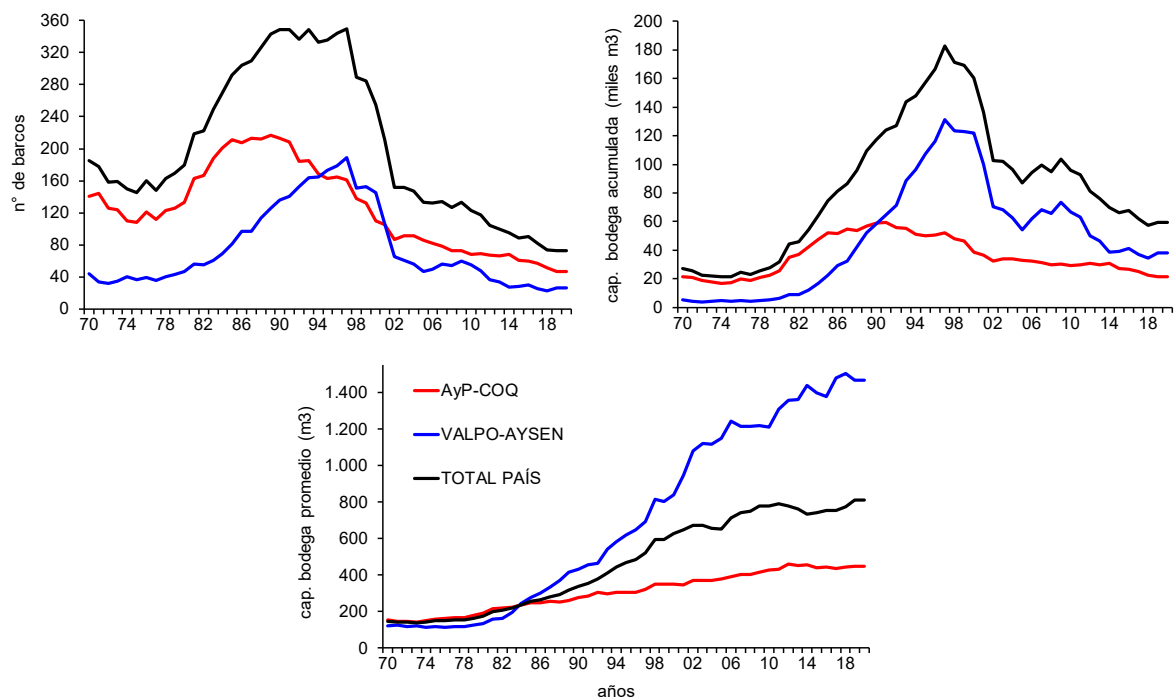 n° de barcos
360
320
280
240
200
160
120
80
40
0
70 74 78 82 86 90 94 98 02 06 10 14 18
cap. bodega acumulada (miles m3)
200
180
160
140
120
100
80
60
40
20
0
70 74 78 82 86 90 94 98 02 06 10 14 18
cap. bodega promedio (m3)
1.400
1.200
1.000
800
600
400
200
0
AyP-COQ
VALPO-AYSEN
TOTAL PAÍS
70 74 78 82 86 90 94 98 02 06 10 14 18
años